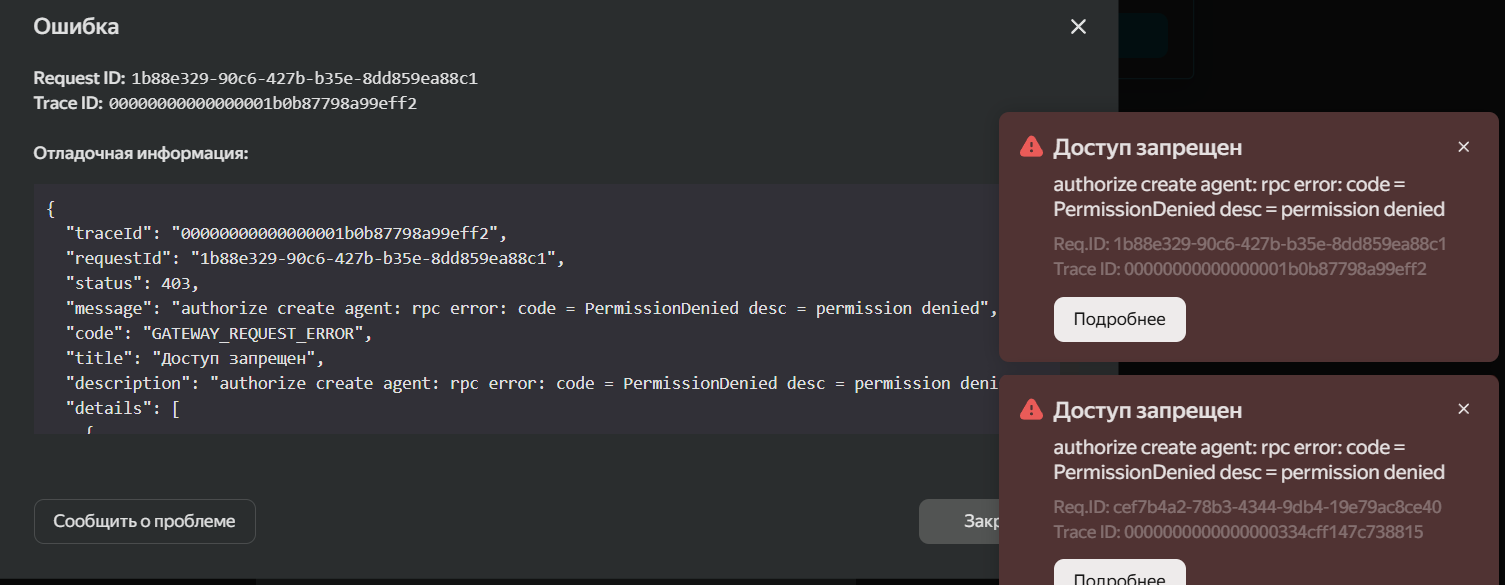 Ошибка
Request ID: 1b88e329-90c6-427b-b35e-8dd859ea88c1
Trace ID: 00000000000000001b0b87798a99eff2
Отладочная информация:
{
"traceId": "00000000000000001b0b87798a99eff2",
"requestId": "1b88e329-90c6-427b-b35e-8dd859ea88c1",
"status": 403,
"message": "authorize create agent: rpc error: code = PermissionDenied desc = permission denied",
"code": "GATEWAY_REQUEST_ERROR",
"title": "Доступ запрещен",
"description": "authorize create agent: rpc error: code = PermissionDenied desc = permission deni
"details": [
{
Сообщить о проблеме
Закр
Доступ запрещен
authorize create agent: rpc error: code =
PermissionDenied desc = permission denied
Req.ID: 1b88e329-90c6-427b-b35e-8dd859ea88c1
Trace ID: 00000000000000001b0b87798a99eff2
Подробнее
Доступ запрещен
authorize create agent: rpc error: code =
PermissionDenied desc = permission denied
Req.ID: cef7b4a2-78b3-4344-9db4-19e79ac8ce40
Trace ID: 0000000000000000334cff147c738815
Подробнее